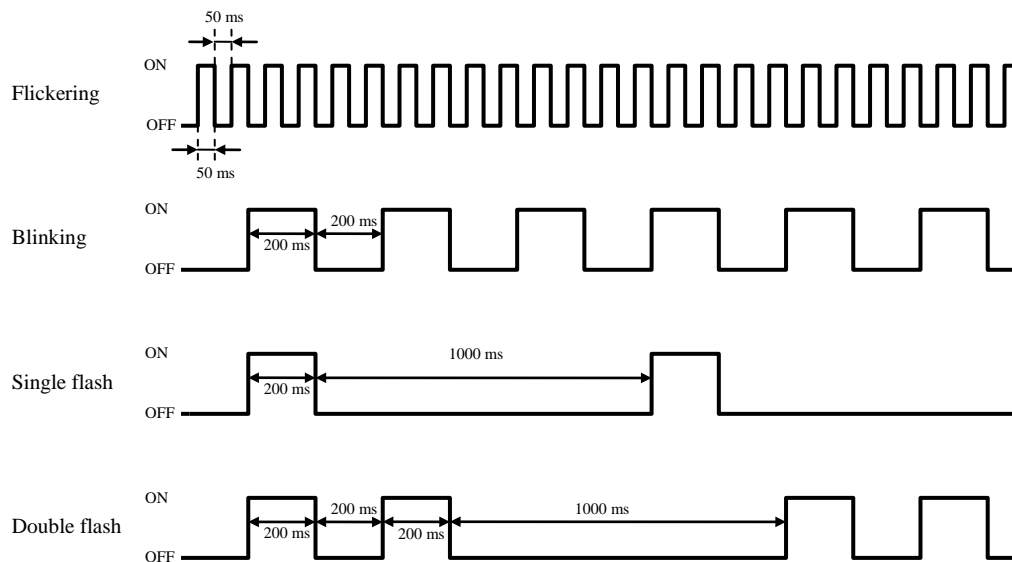 50 ms
ON
Flickering
OFF
50 ms
ON
200 ms
Blinking
200 ms
OFF
ON
1000 ms
Single flash
200 ms
OFF
ON
200 ms
1000 ms
Double flash
200 ms
200 ms
OFF